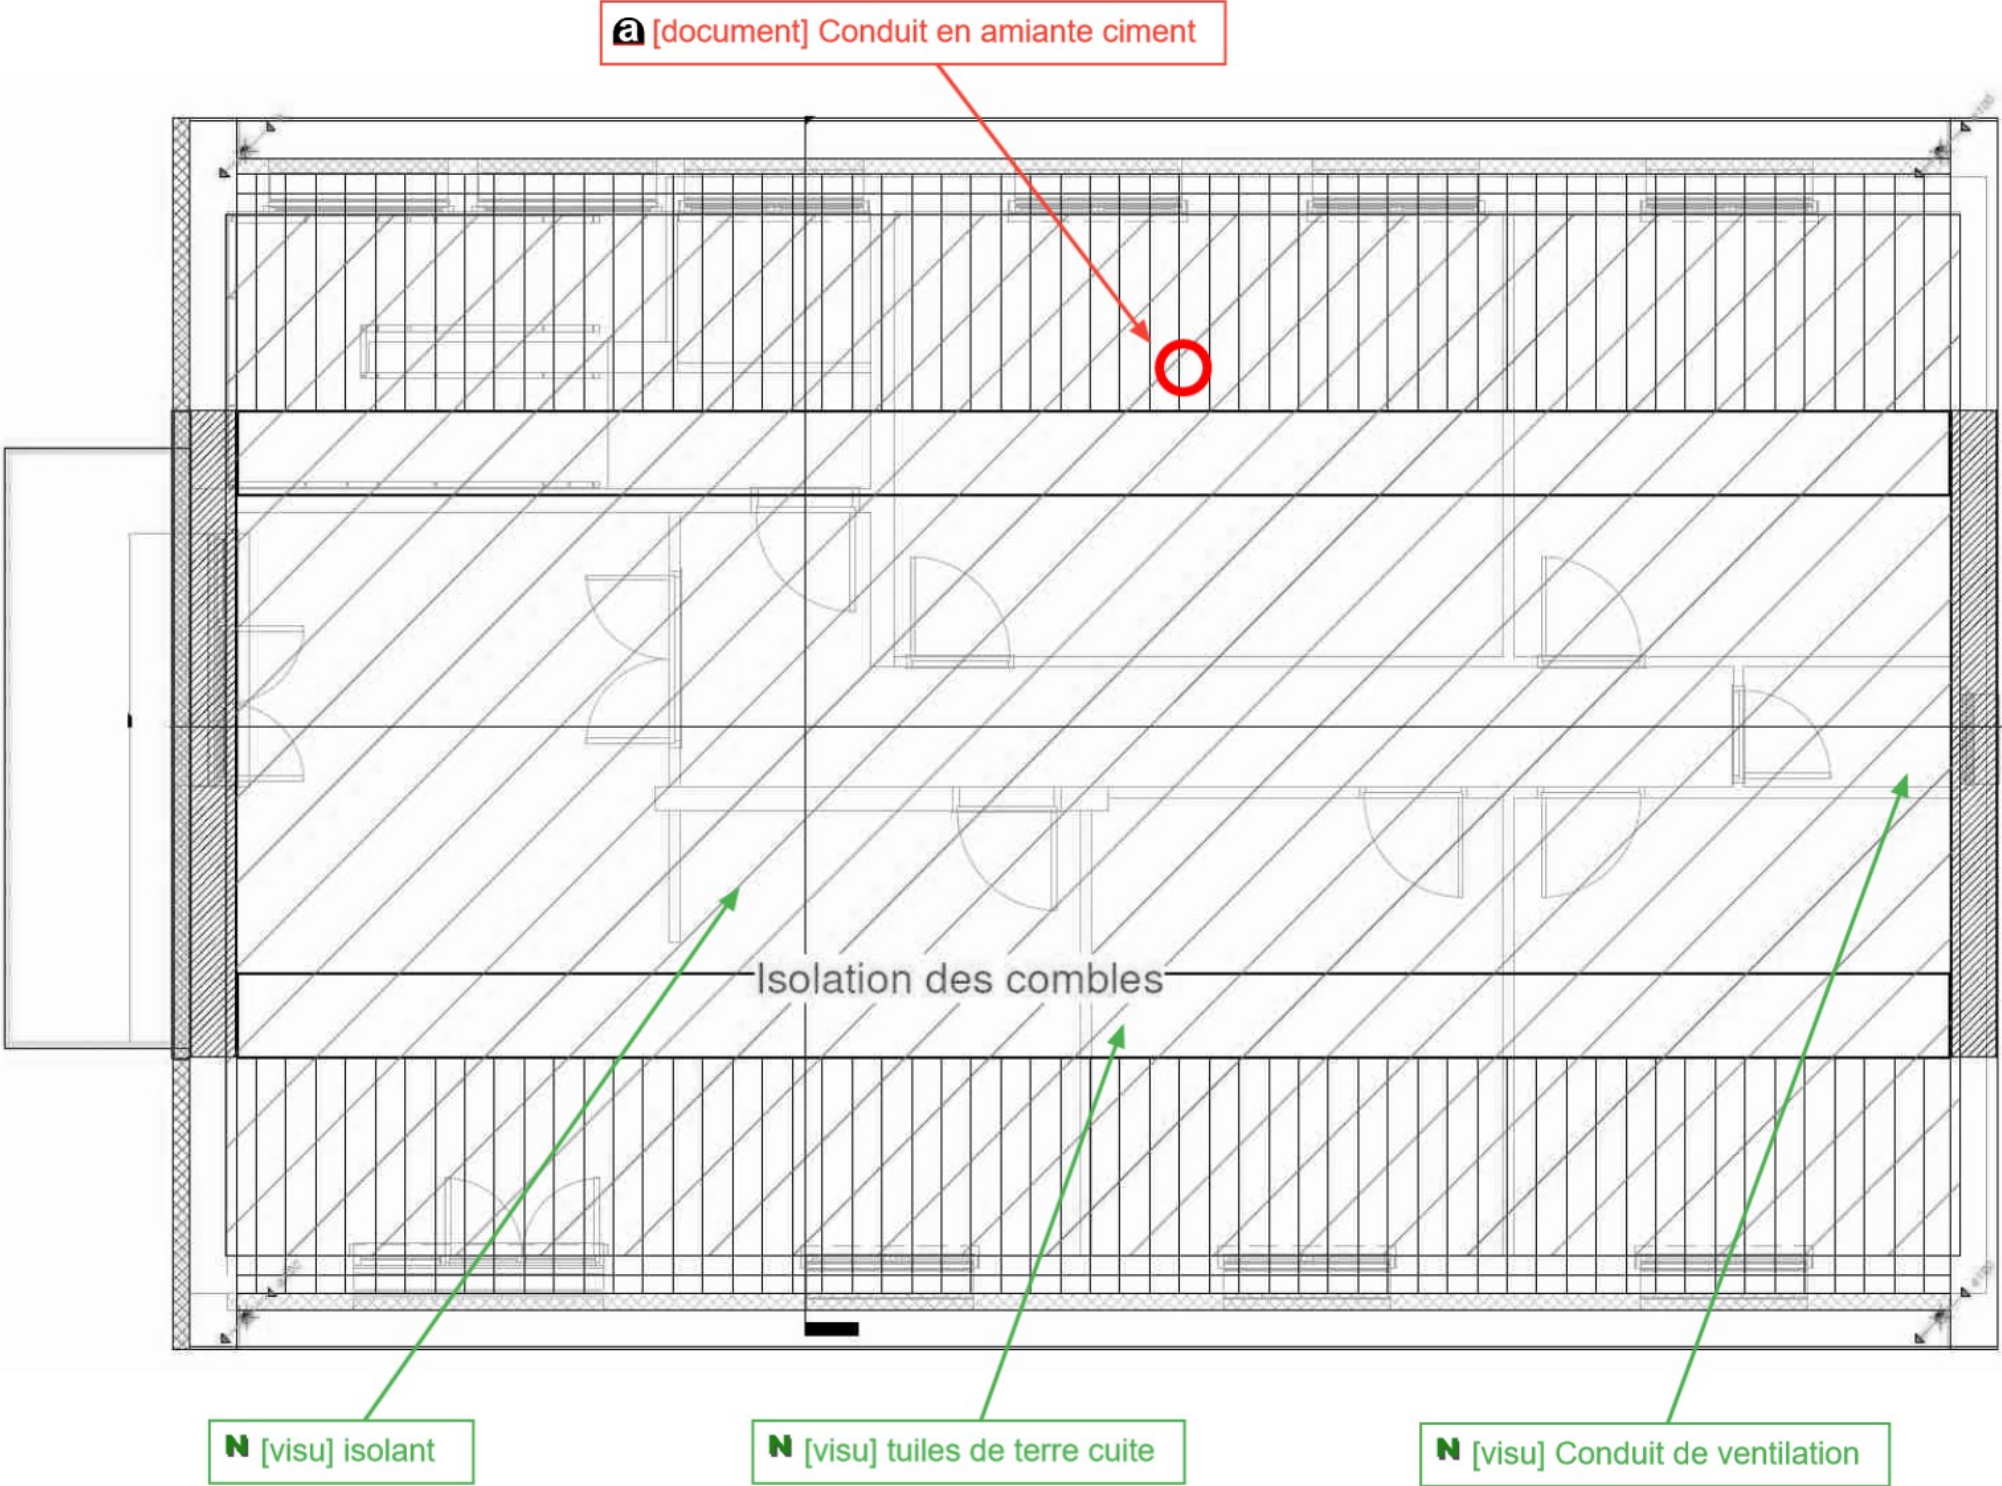 a [document] Conduit en amiante ciment
Isolation des combles
N [visu] isolant
N [visu] tuiles de terre cuite
N [visu] Conduit de ventilation